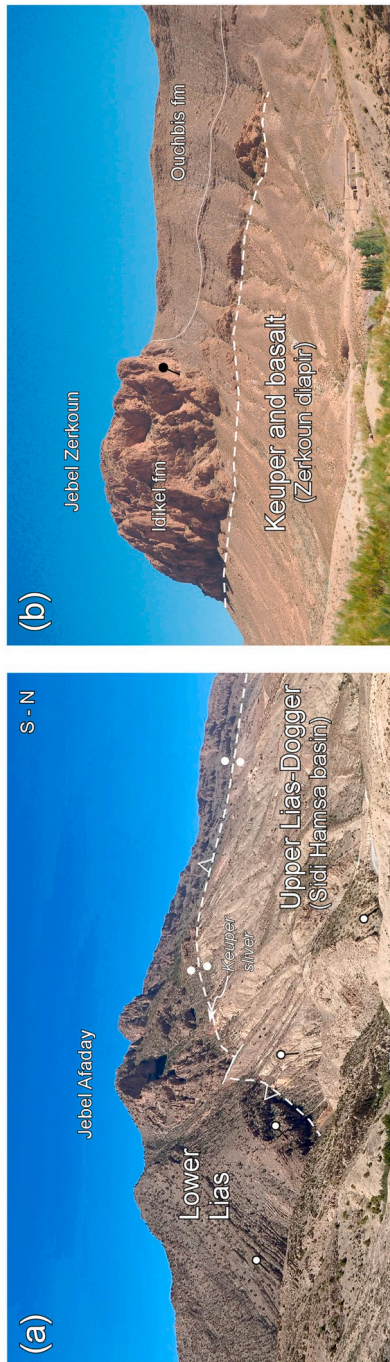 (a)
S - N
Jebel Afaday
Lower
Lias
Keuper
sliver
Upper Lias-Dogger
(Sidi Hamsa basin)
(b)
Jebel Zerkoun
Idikel fm
Ouchbis fm
Keuper and basalt
(Zerkoun diapir)